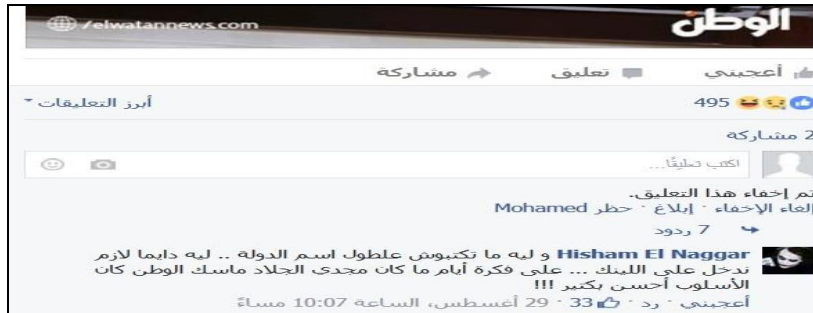 /elwatannews.com
الوطن
أعجبني تعليق مشاركة
495 أبرز التعليقات
2 مشاركة
اكتب تعليقًا...
تم إخفاء هذا التعليق.
إلغاء الإخفاء · إبلاغ · حظر Mohamed
7 ردود
Hisham El Naggar و ليه ما تكتبوش علطول اسم الدولة .. ليه دايما لازم
ندخل على اللينك ... على فكرة أيام ما كان مجدي الجلاد ماسك الوطن كان
الأسلوب أحسن بكتير !!!
أعجبني · رد · 33 · 29 أغسطس، الساعة 10:07 مساءً